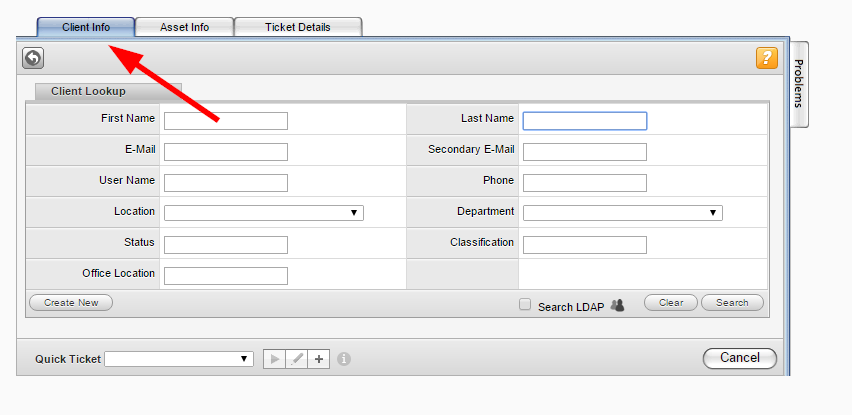 Client Info Asset Info Ticket Details
?
Problems
Client Lookup
First Name Last Name
E-Mail Secondary E-Mail
User Name Phone
Location Department
Status Classification
Office Location
Create New Search LDAP Clear Search
Quick Ticket Cancel